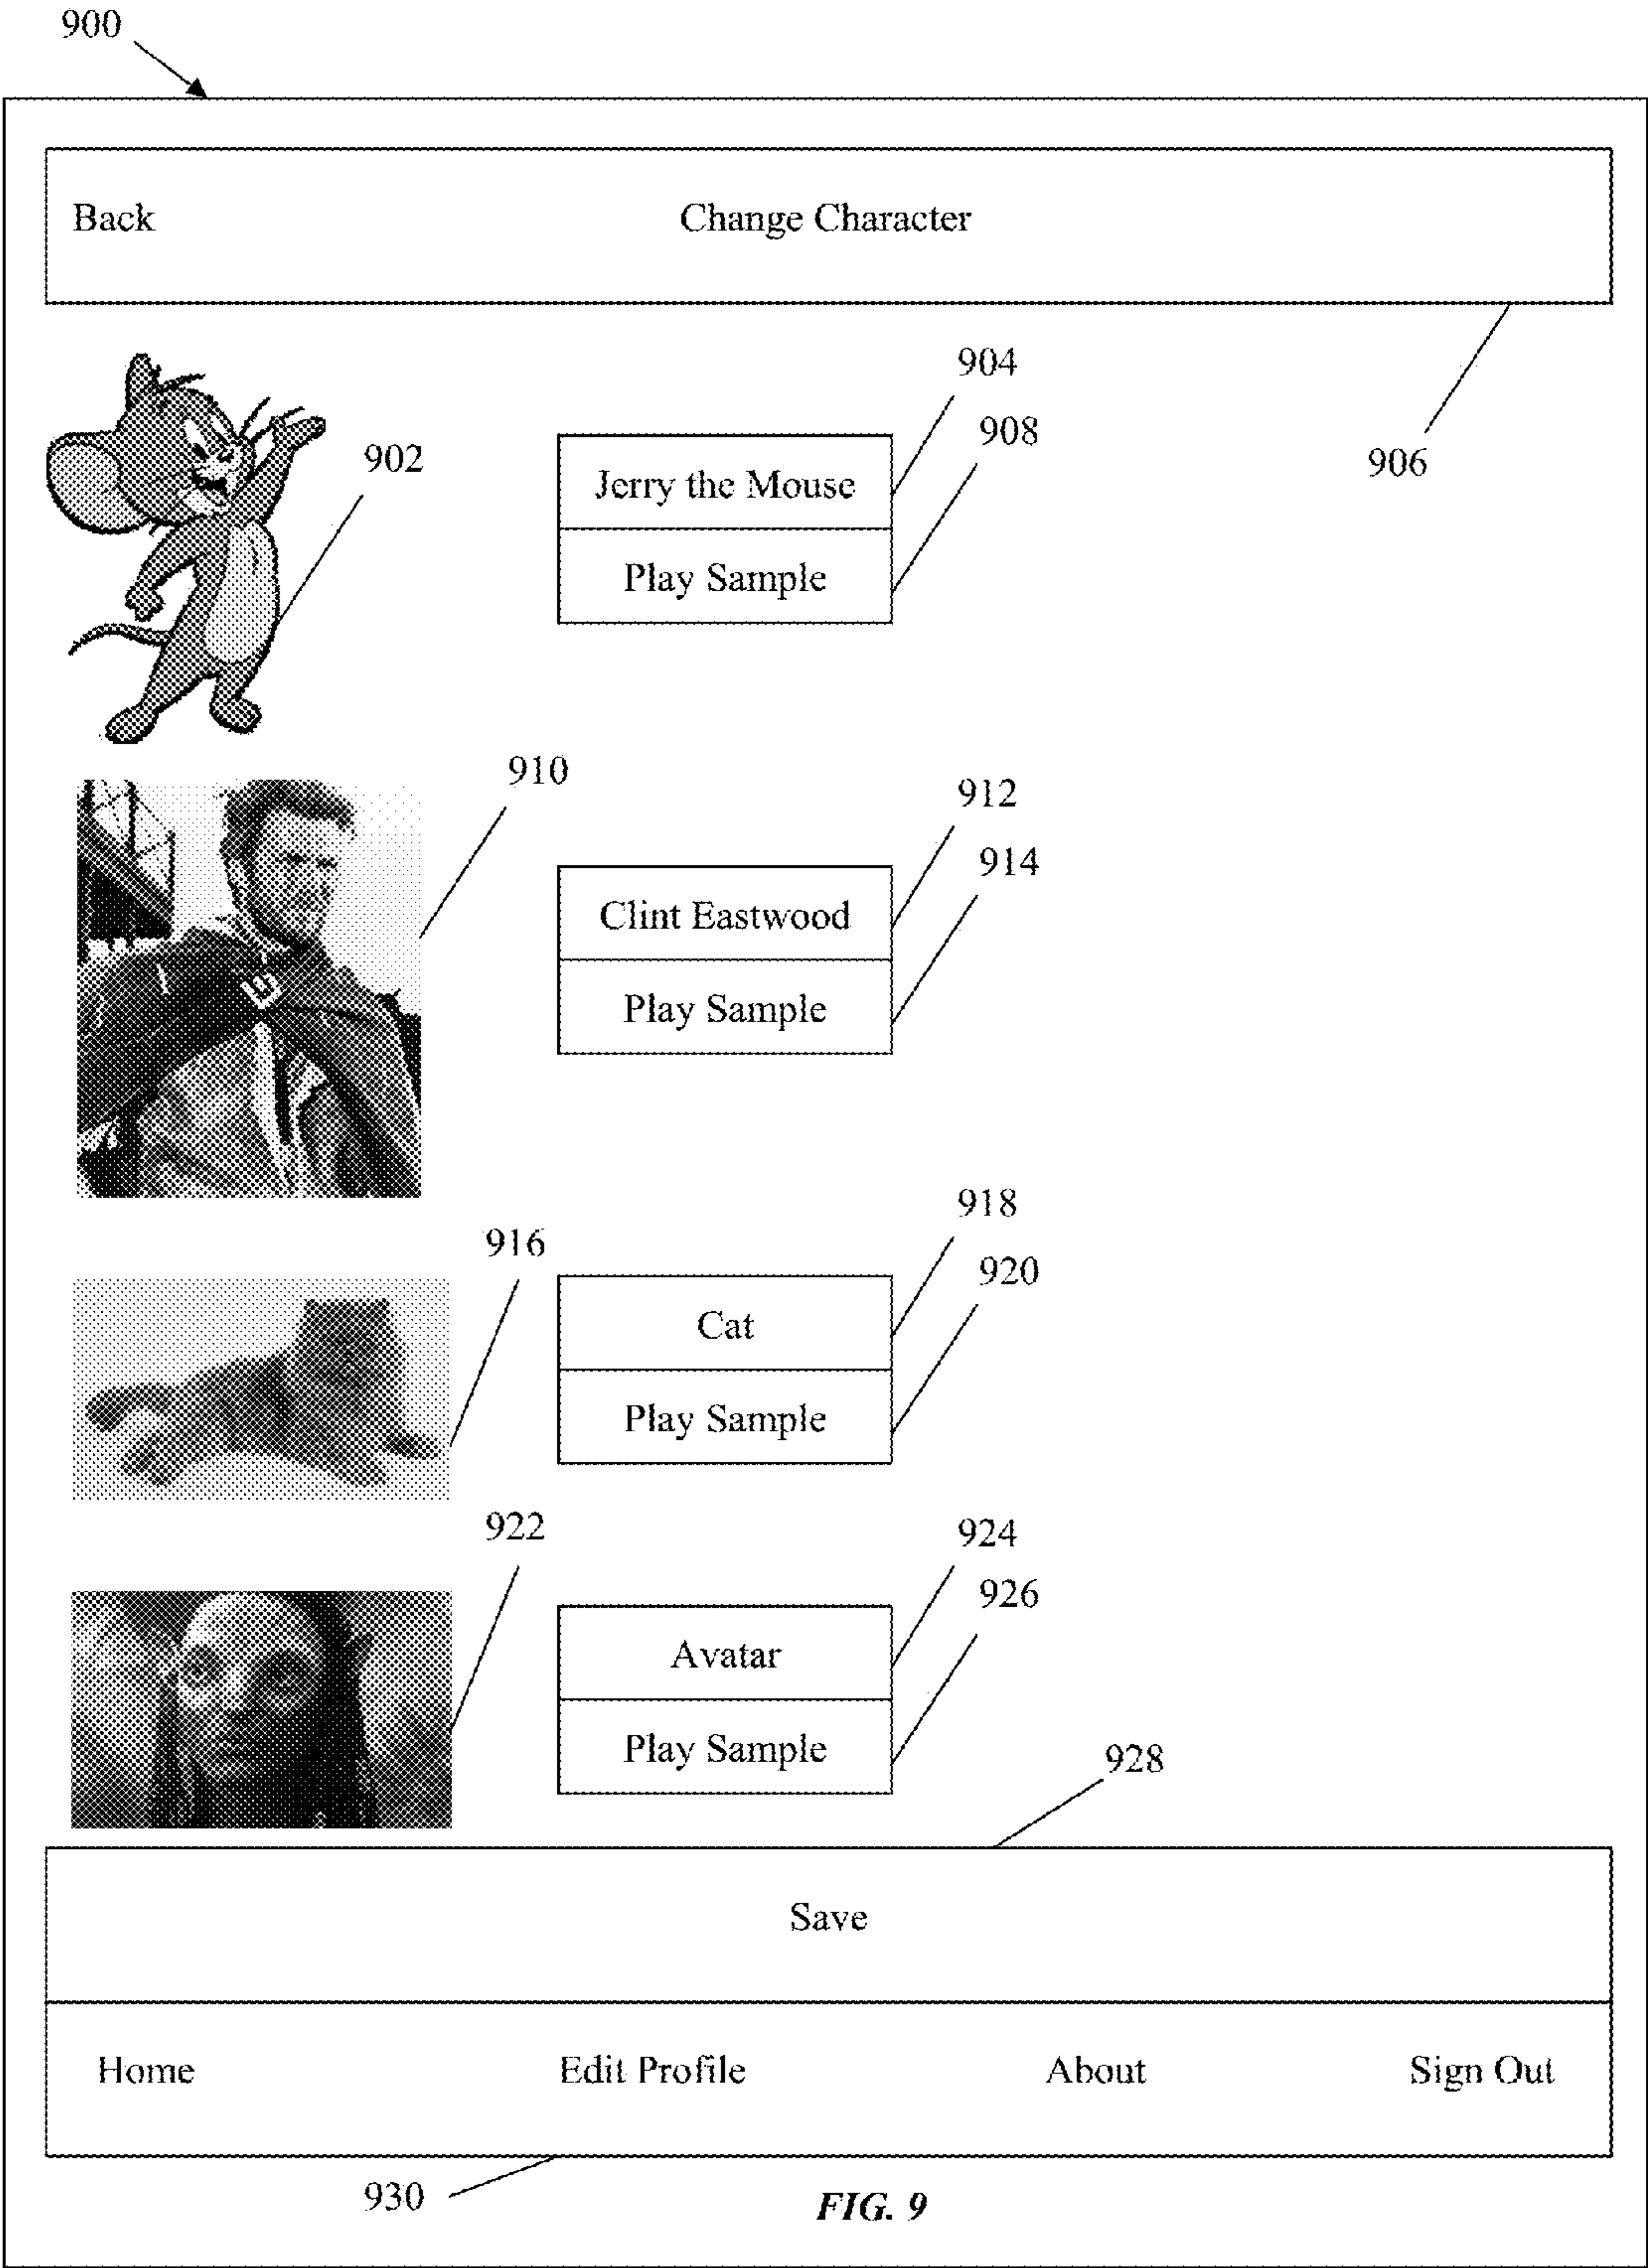 900
Back
Change Character
904
908
902
906
Jerry the Mouse
Play Sample
910
912
914
Clint Eastwood
Play Sample
918
916
920
Cat
Play Sample
922
924
926
Avatar
Play Sample
928
Save
Home
Edit Profile
About
Sign Out
930
FIG. 9